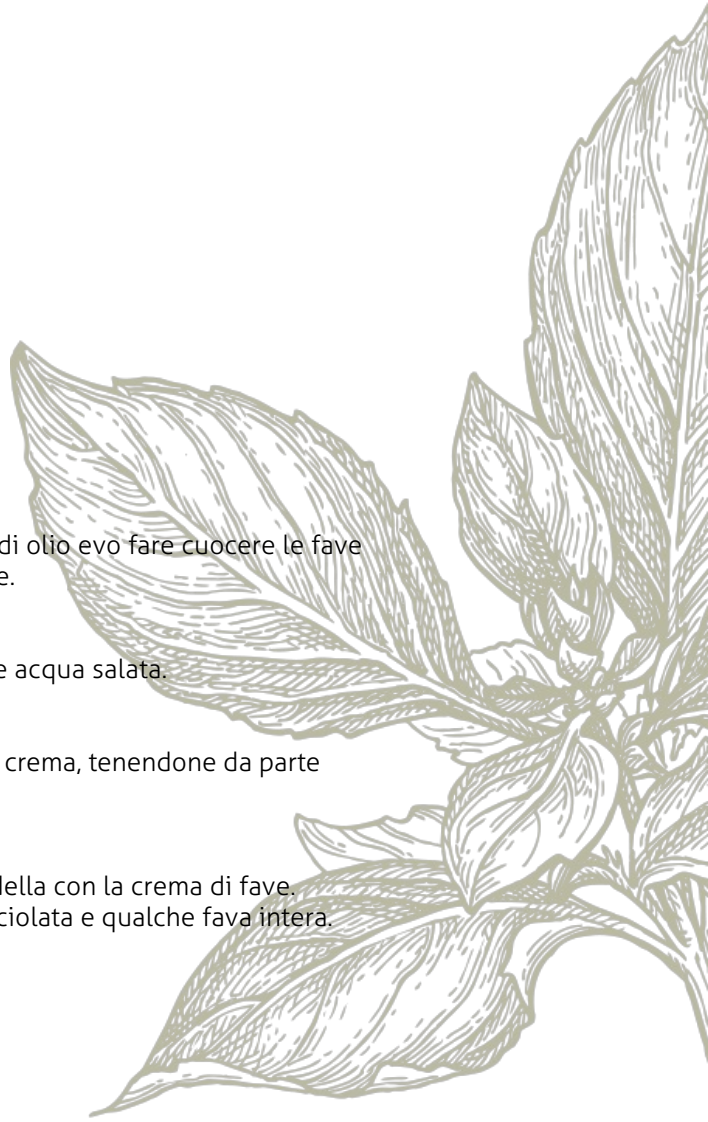 di olio evo fare cuocere le fave
e.
e acqua salata.
crema, tenendone da parte
della con la crema di fave.
ciolata e qualche fava intera.